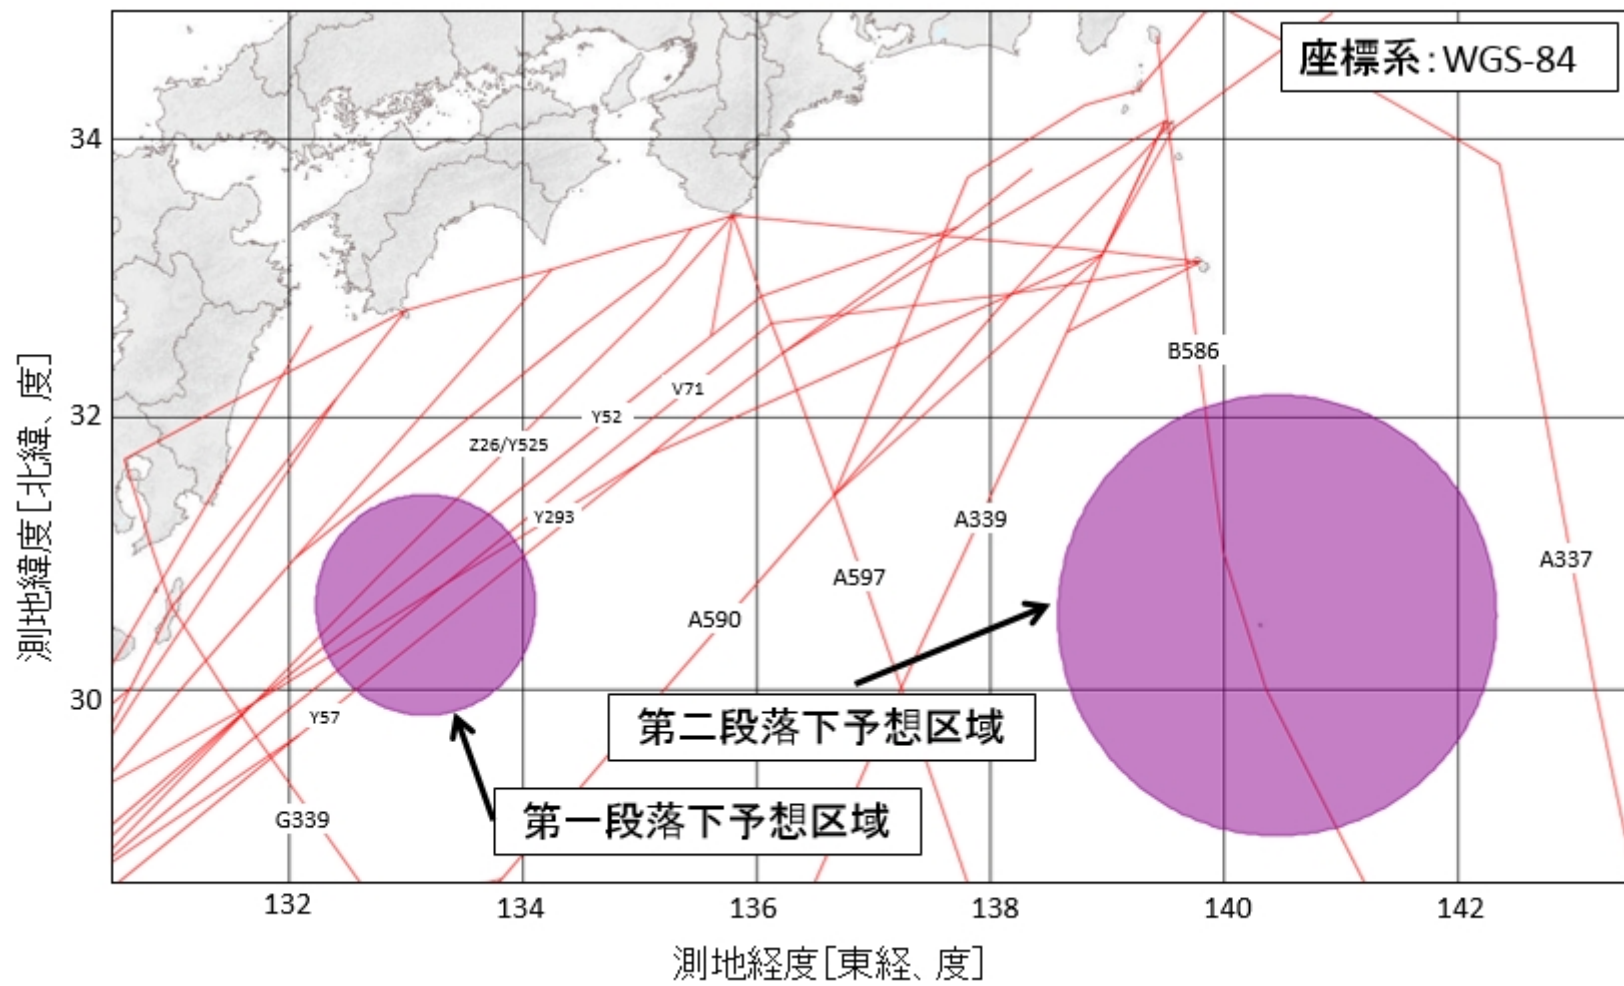 座標系：WGS-84
34
32
30
測地緯度[北緯、度]
B586
V71
Y52
Z26/Y525
Y293
A339
A337
A597
A590
第二段落下予想区域
Y57
第一段落下予想区域
G339
132
134
136
138
140
142
測地経度[東経、度]